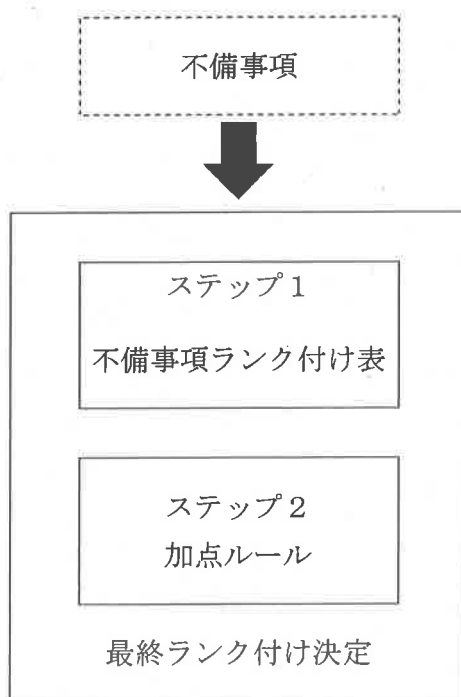 不備事項
ステップ１
不備事項ランク付け表
ステップ２
加点ルール
最終ランク付け決定